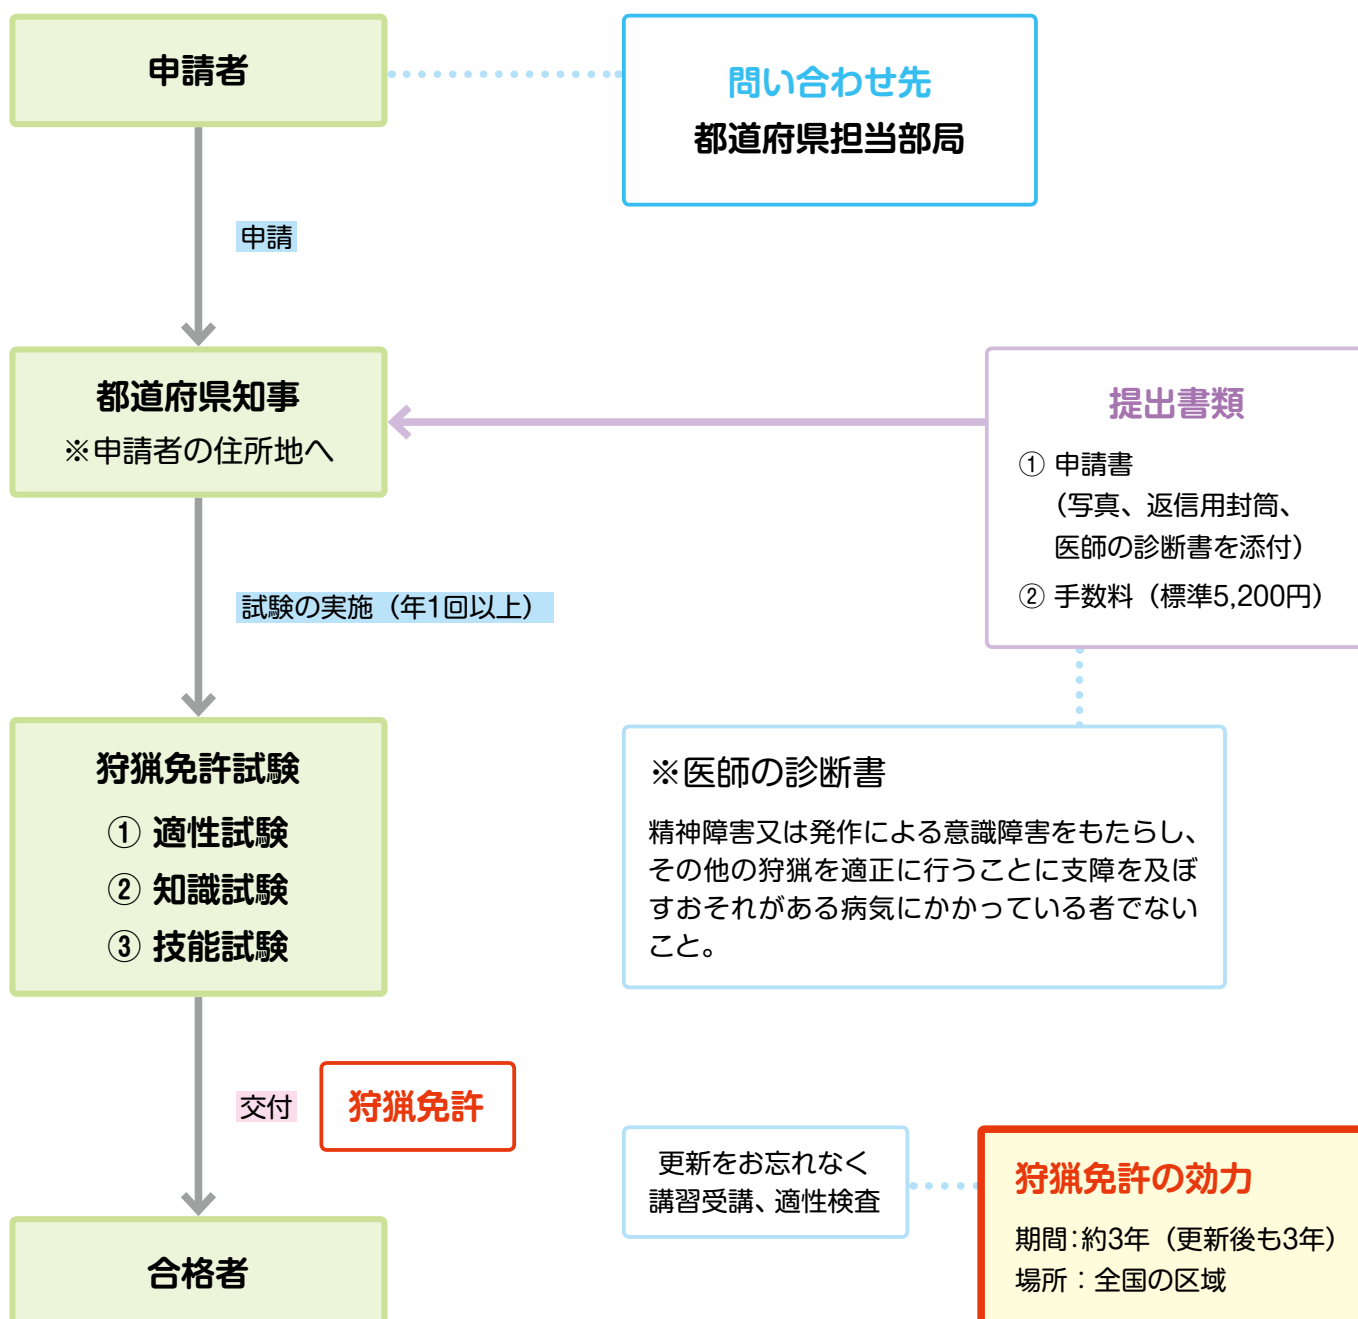 申請者
問い合わせ先
都道府県担当部局
申請
都道府県知事
※申請者の住所地へ
提出書類
① 申請書
（写真、返信用封筒、
医師の診断書を添付）
② 手数料（標準5,200円）
試験の実施（年1回以上）
狩猟免許試験
① 適性試験
② 知識試験
③ 技能試験
※医師の診断書
精神障害又は発作による意識障害をもたらし、
その他の狩猟を適正に行うことに支障を及ぼ
すおそれがある病気にかかっている者でない
こと。
交付
狩猟免許
更新をお忘れなく
講習受講、適性検査
狩猟免許の効力
期間：約3年（更新後も3年）
場所：全国の区域
合格者